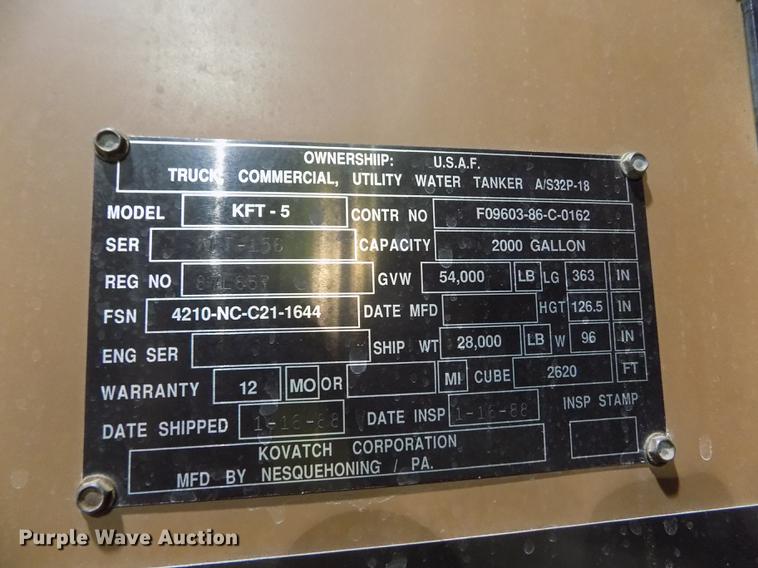 OWNERSHIIP: U.S.A.F.
TRUCK, COMMERCIAL, UTILITY WATER TANKER A/S32P-18
MODEL KFT - 5 CONTR NO F09603-86-C-0162
SER CAPACITY 2000 GALLON
REG NO GVW 54,000 LB LG 363 IN
FSN 4210-NC-C21-1644 DATE MFD HGT 126.5 IN
ENG SER SHIP WT 28,000 LB W 96 IN
WARRANTY 12 MO OR MI CUBE 2620 FT
DATE SHIPPED 1-16-88 DATE INSP 1-16-88 INSP STAMP
KOVATCH CORPORATION
MFD BY NESQUEHONING / PA.
Purple Wave Auction